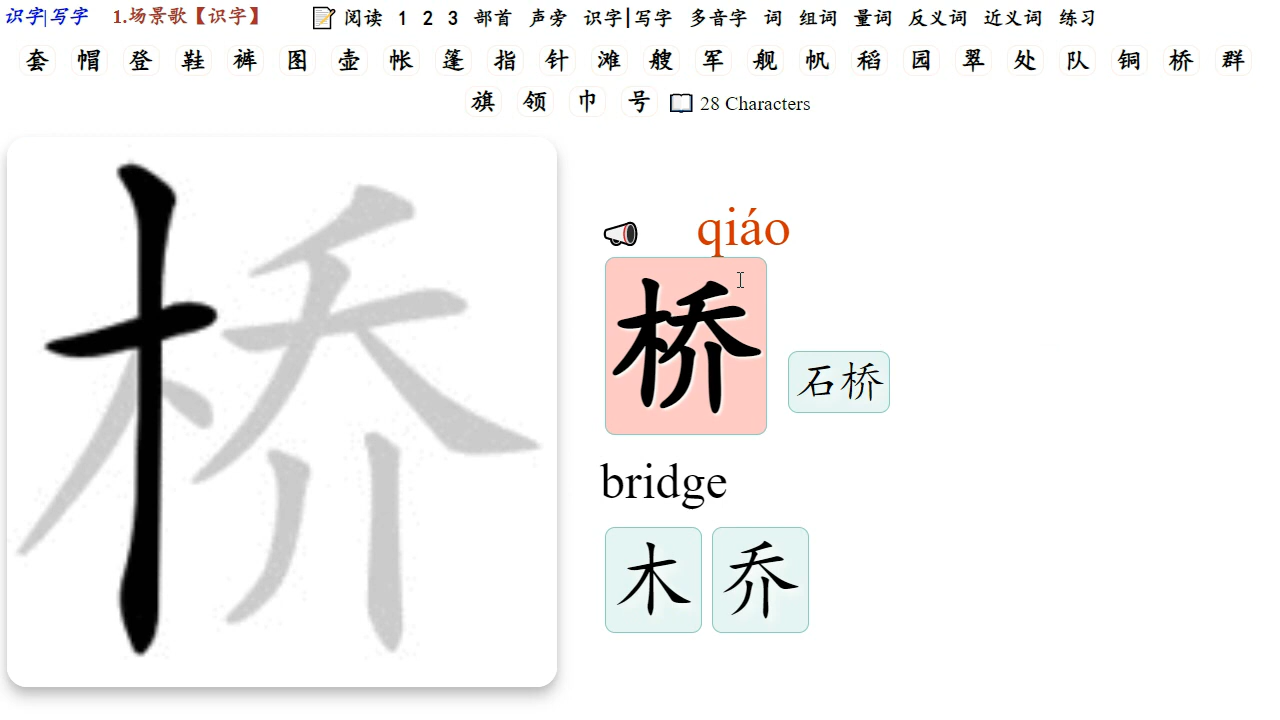 识字|写字 1.场景歌【识字】 阅读 1 2 3 部首 声旁 识字|写字 多音字 词 组词 量词 反义词 近义词 练习
套 帽 登 鞋 裤 图 壶 帐 篷 指 针 滩 艘 军 舰 帆 稻 园 翠 处 队 铜 桥 群
旗 领 巾 号 28 Characters
桥
qiáo
桥
石桥
bridge
木 乔